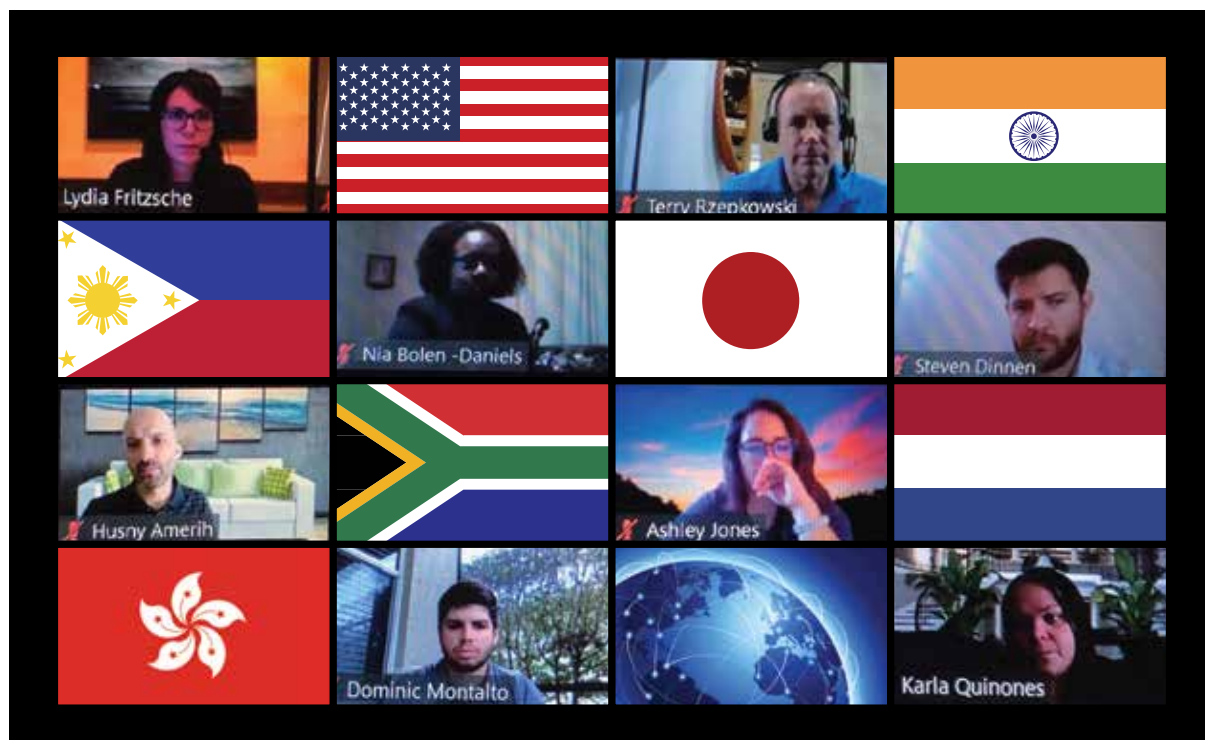 Lydia Fritzsche
Terry Rzepkowski
Nia Bolen -Daniels
Steven Dinnen
Husny Amerih
Ashley Jones
Dominic Montalto
Karla Quinones